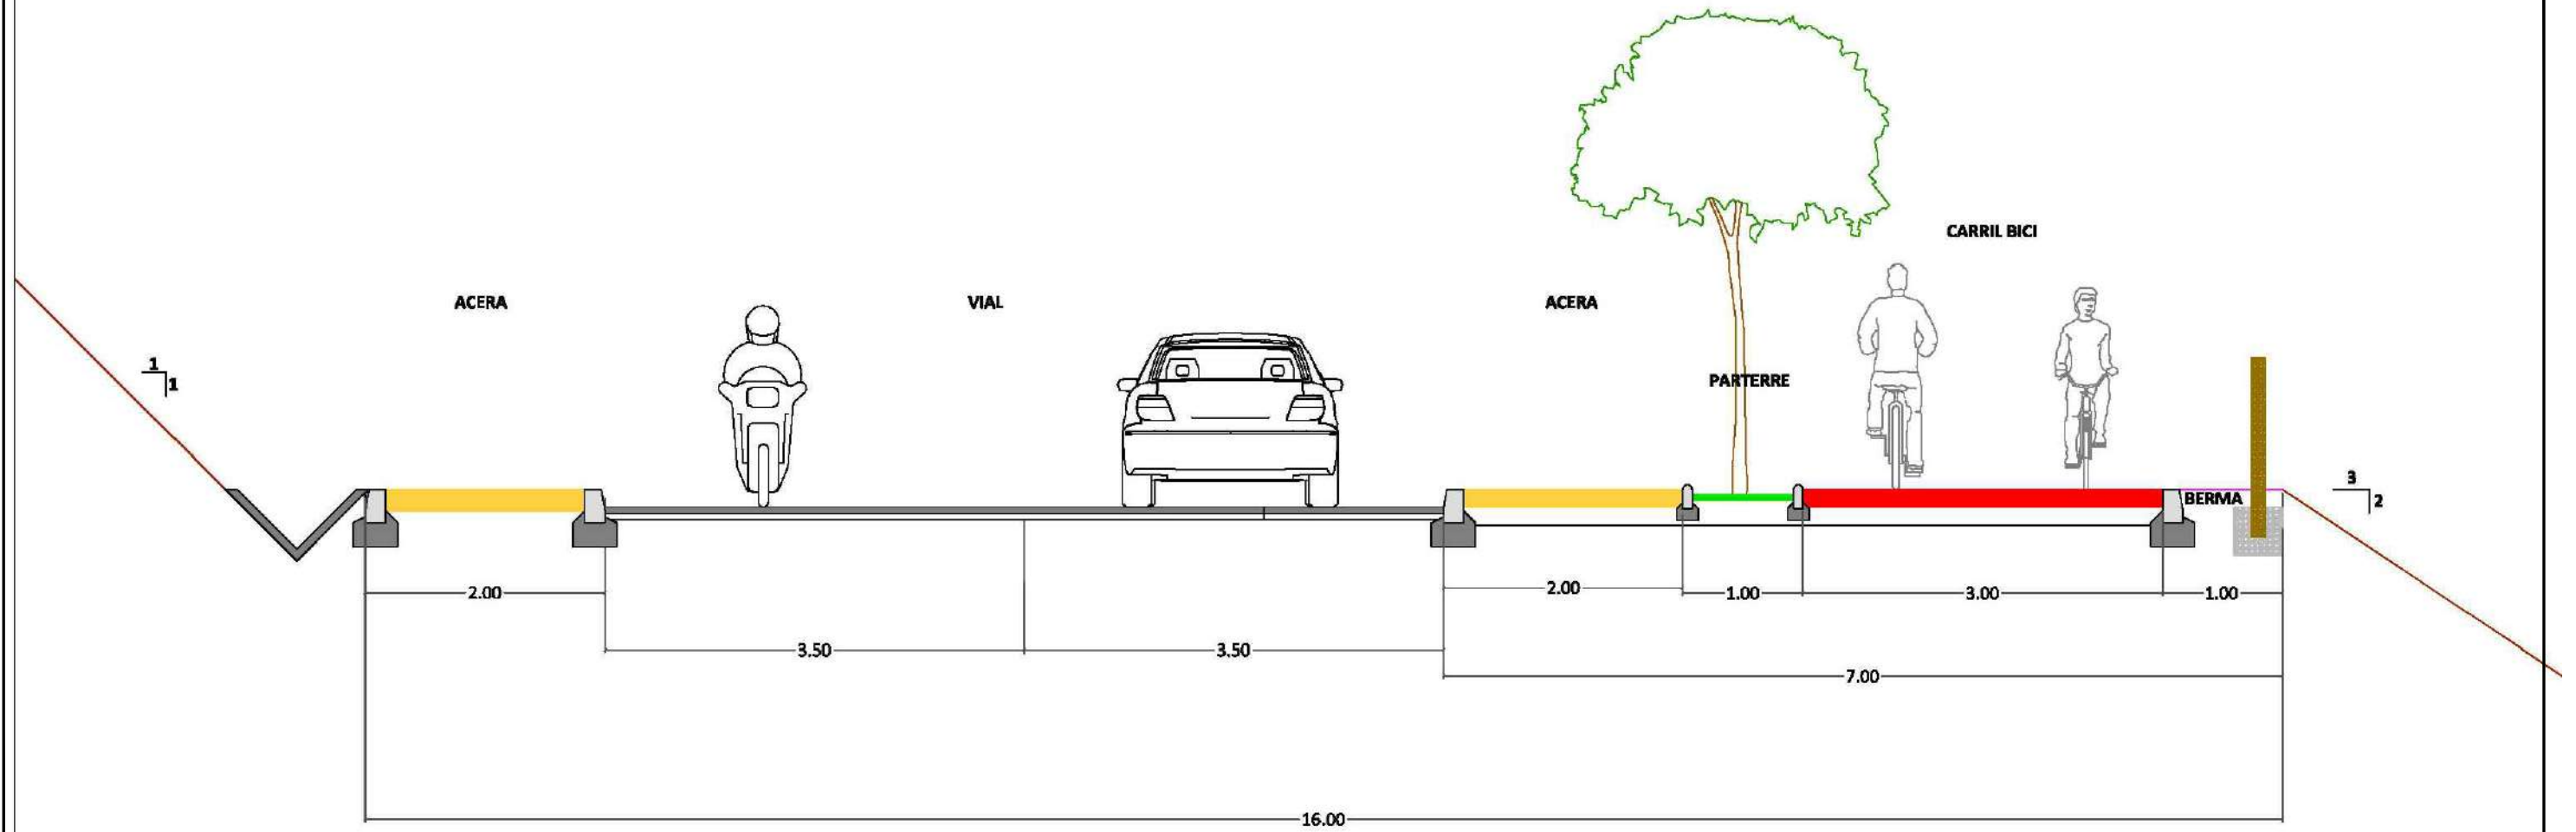 CARRIL BICI
ACERA
VIAL
ACERA
1
1
PARTERRE
3
2
BERMA
2.00
2.00
1.00
3.00
1.00
3.50
3.50
7.00
16.00